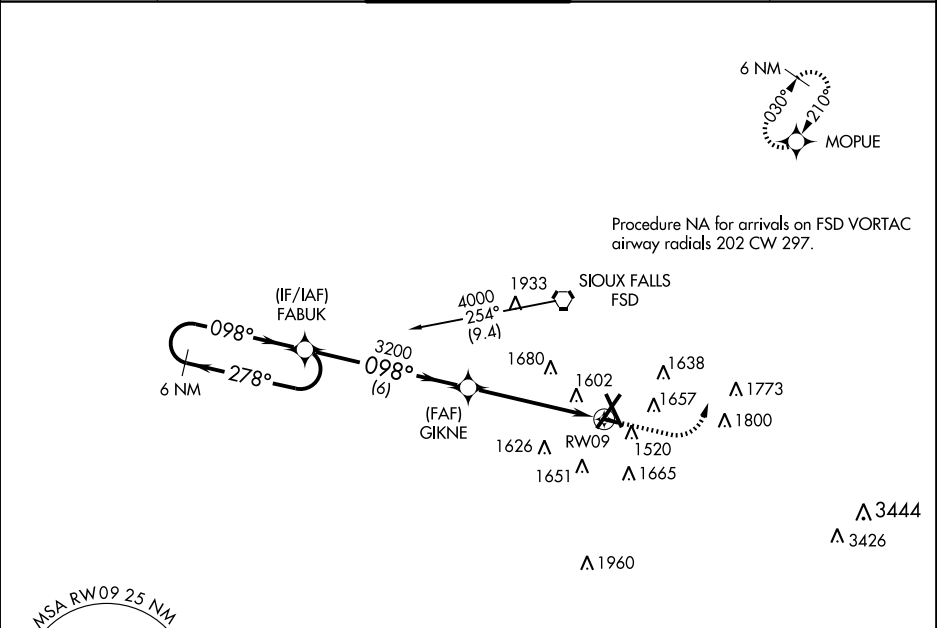 6 NM
030°
210°
MOPUE
Procedure NA for arrivals on FSD VORTAC
airway radials 202 CW 297.
SIOUX FALLS
FSD
1933
4000
254°
(9.4)
(IF/IAF)
FABUK
098°
278°
6 NM
3200
098°
(6)
(FAF)
GIKNE
1680
1602
1638
1657
1773
1800
RW09
1520
1626
1651
1665
3444
3426
1960
MSA RW09 25 NM